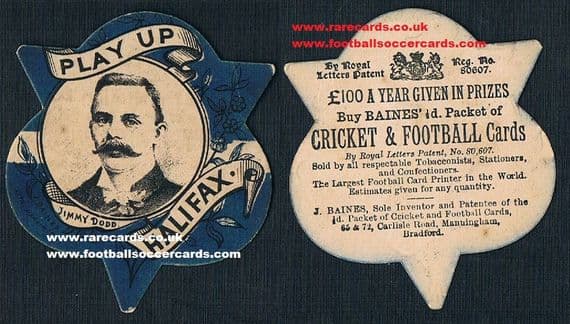 PLAY UP
JIMMY DODD
HALIFAX.
www.rarecards.co.uk
www.footballsoccercards.com
www.rarecards.co.uk
www.footballsoccercards.com
By Royal Letters Patent
Reg. No. 80607.
£100 A YEAR GIVEN IN PRIZES
Buy BAINES' ½d. Packet of
CRICKET & FOOTBALL Cards
By Royal Letters Patent, No. 80,607.
Sold by all respectable Tobacconists, Stationers,
and Confectioners.
The Largest Football Card Printer in the World.
Estimates given for any quantity.
J. BAINES, Sole Inventor and Patentee of the
½d. Packet of Cricket and Football Cards,
65 & 72, Carlisle Road, Manningham,
Bradford.